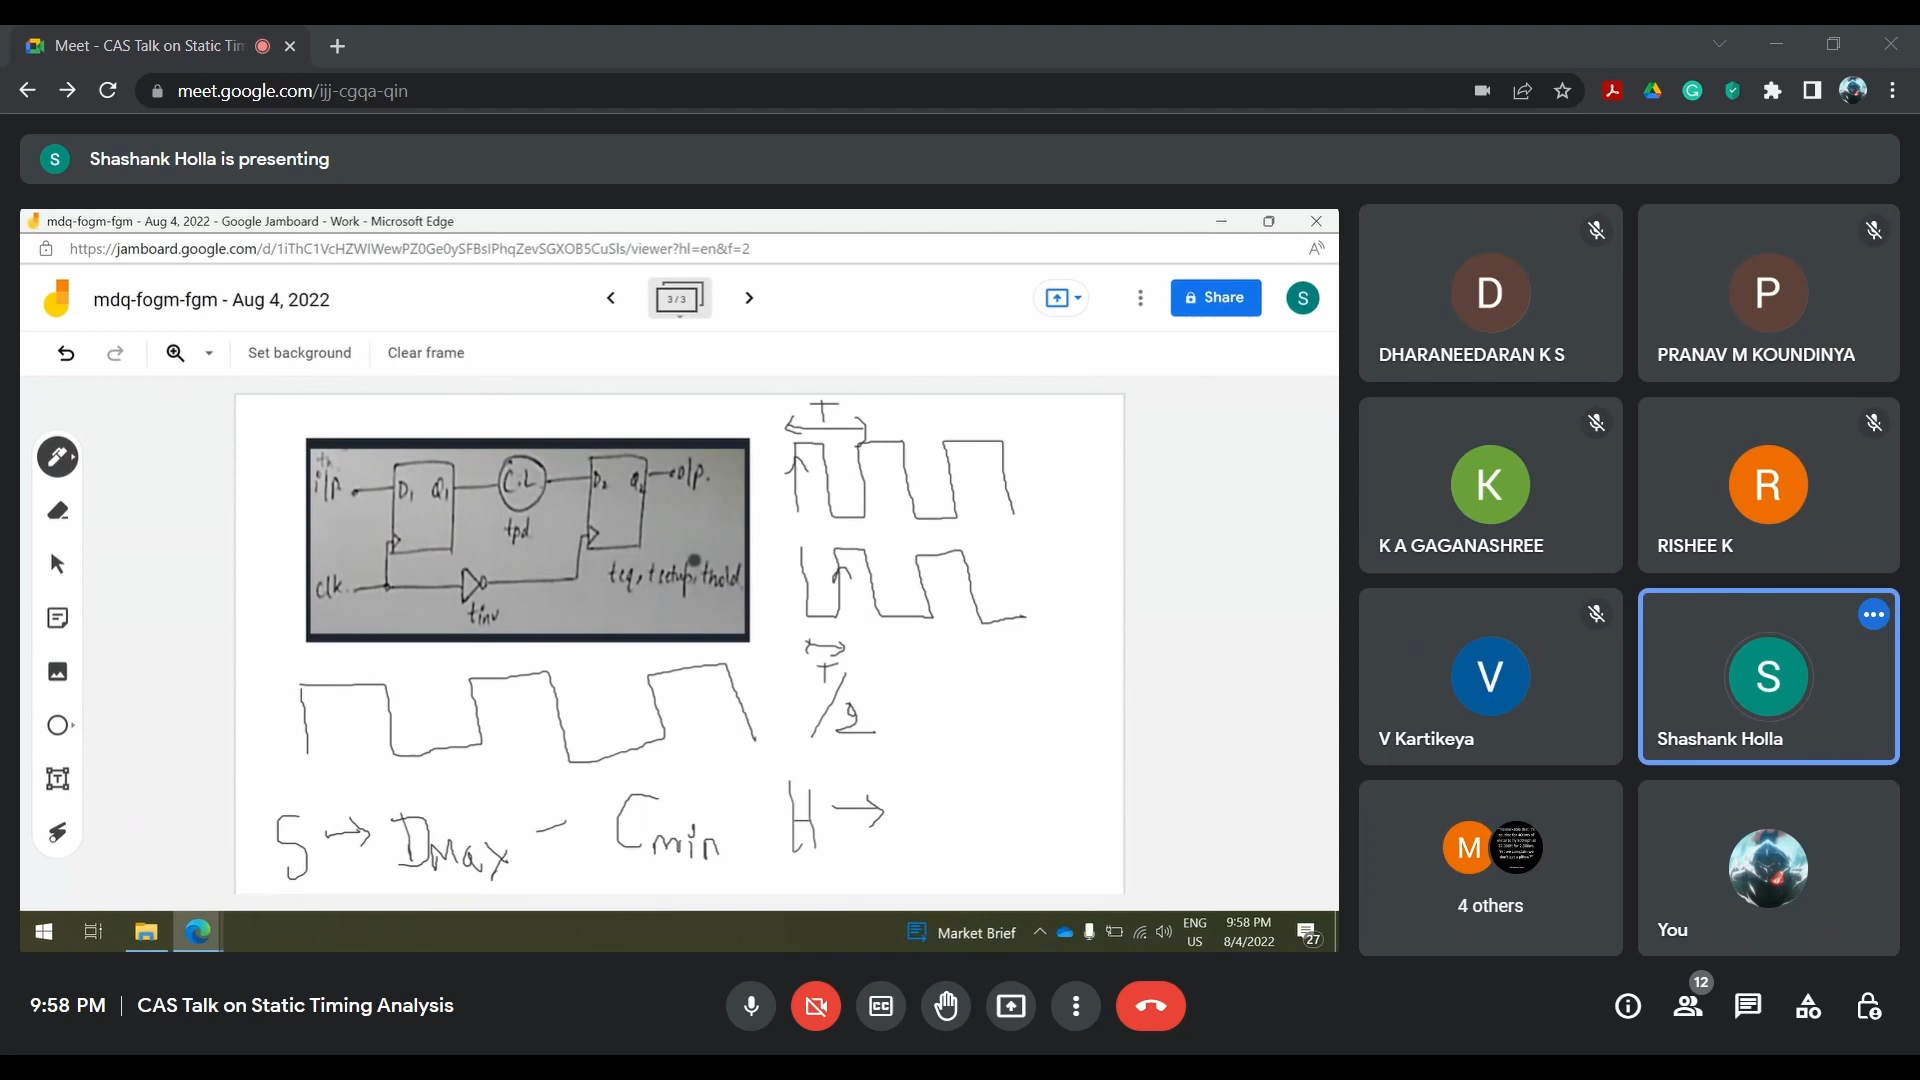 Meet - CAS Talk on Static Tim
meet.google.com/ijj-cgqa-qin
S Shashank Holla is presenting
mdq-fogm-fgm - Aug 4, 2022 - Google Jamboard - Work - Microsoft Edge
https://jamboard.google.com/d/1iThC1VcHZWIWewPZ0Ge0ySFBsIPhqZevSGXOB5CuSls/viewer?hl=en&f=2
mdq-fogm-fgm - Aug 4, 2022
3 / 3
Share
S
Set background
Clear frame
T
i/p.
D1 Q1
C.L
D2 Q2
o/p.
tpd
clk.
tinv
tcq, tsetup, thold
T/2
S → Dmax - Cmin
H →
Market Brief
ENG
US
9:58 PM
8/4/2022
27
D
DHARANEEDARAN K S
P
PRANAV M KOUNDINYA
K
K A GAGANASHREE
R
RISHEE K
V
V Kartikeya
S
Shashank Holla
M
4 others
You
9:58 PM | CAS Talk on Static Timing Analysis
12